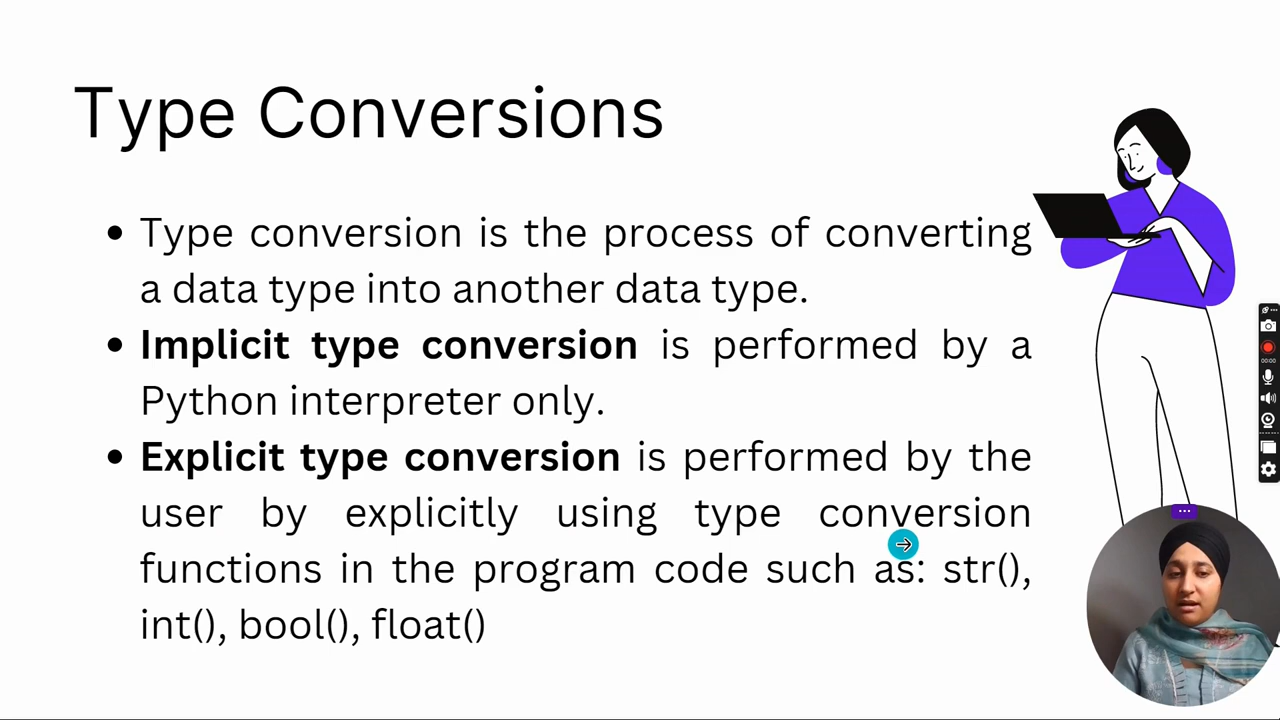 Type Conversions
• Type conversion is the process of converting
a data type into another data type.
• Implicit type conversion is performed by a
Python interpreter only.
• Explicit type conversion is performed by the
user by explicitly using type conversion
functions in the program code such as: str(),
int(), bool(), float()
00:00